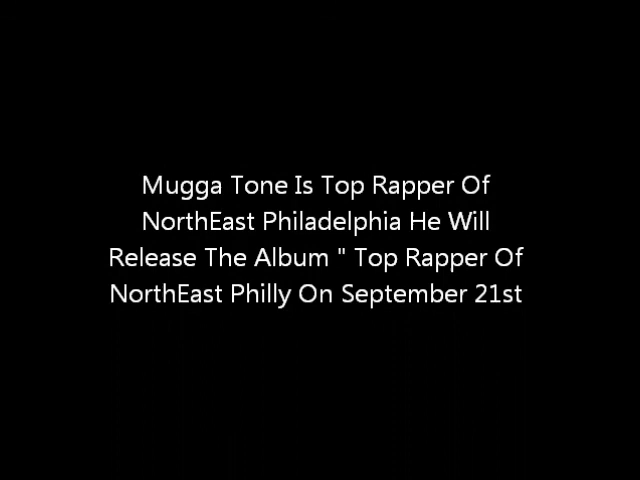 Mugga Tone Is Top Rapper Of
NorthEast Philadelphia He Will
Release The Album " Top Rapper Of
NorthEast Philly On September 21st